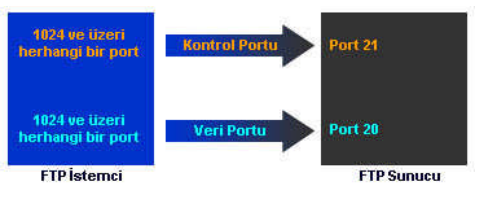 1024 ve üzeri
herhangi bir port
Kontrol Portu
Port 21
1024 ve üzeri
herhangi bir port
Veri Portu
Port 20
FTP İstemci
FTP Sunucu